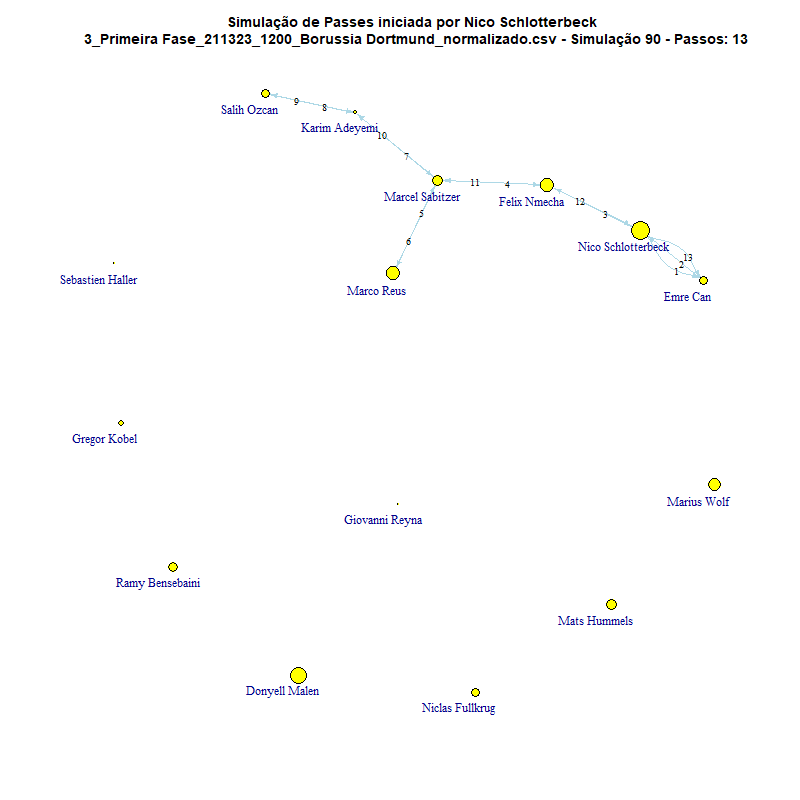 Simulação de Passes iniciada por Nico Schlotterbeck
3_Primeira Fase_211323_1200_Borussia Dortmund_normalizado.csv - Simulação 90 - Passos: 13
9
8
Salih Ozcan
Karim Adeyemi
10
7
11
4
Marcel Sabitzer
Felix Nmecha
12
5
3
6
Nico Schlotterbeck
13
2
1
Sebastien Haller
Marco Reus
Emre Can
Gregor Kobel
Marius Wolf
Giovanni Reyna
Ramy Bensebaini
Mats Hummels
Donyell Malen
Niclas Fullkrug